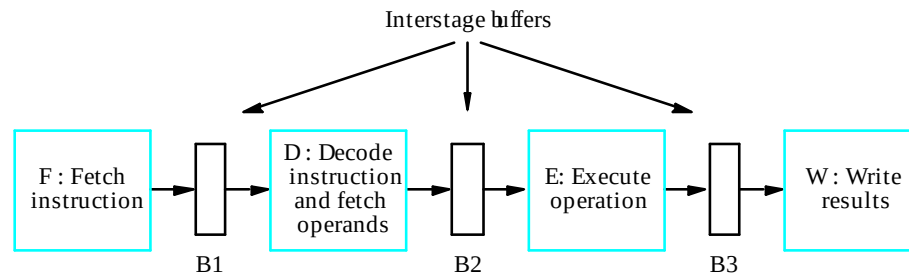 Interstage buffers
F : Fetch
instruction
D : Decode
instruction
and fetch
operands
E: Execute
operation
W : Write
results
B1
B2
B3